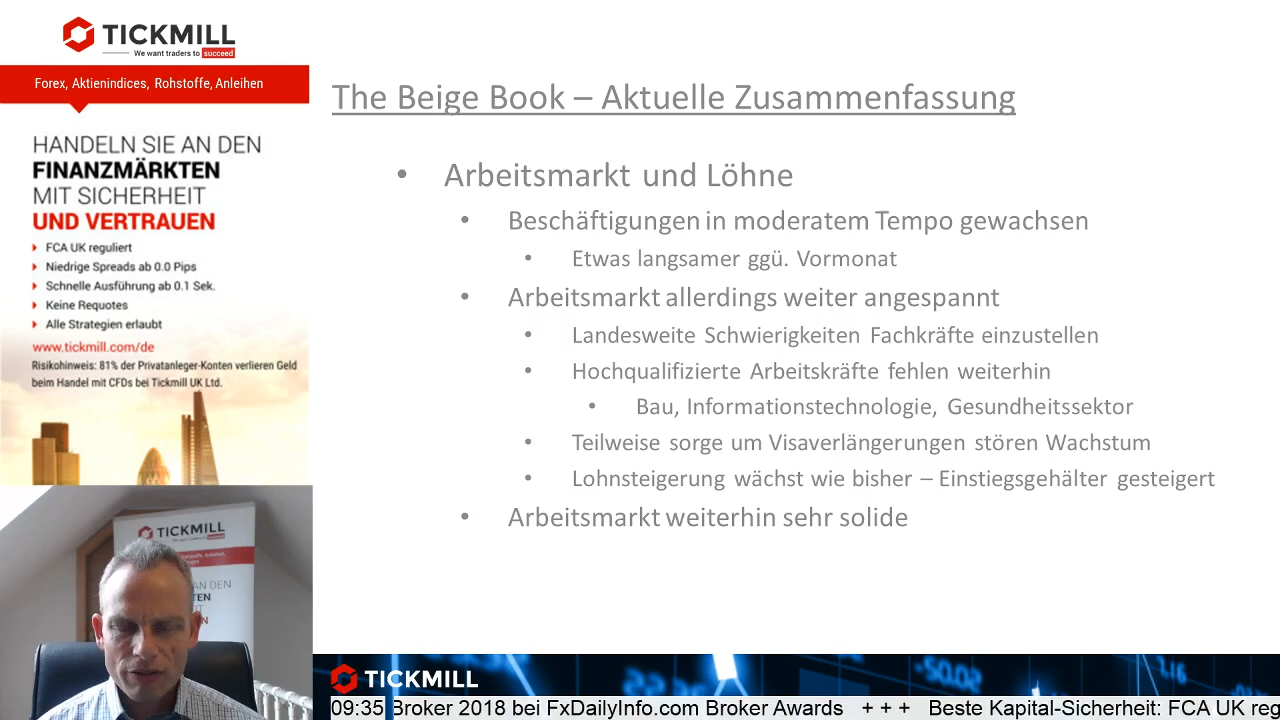 TICKMILL
We want traders to succeed
Forex, Aktienindices, Rohstoffe, Anleihen
HANDELN SIE AN DEN
FINANZMÄRKTEN
MIT SICHERHEIT
UND VERTRAUEN
FCA UK reguliert
Niedrige Spreads ab 0.0 Pips
Schnelle Ausführung ab 0.1 Sek.
Keine Requotes
Alle Strategien erlaubt
www.tickmill.com/de
Risikohinweis: 81% der Privatanleger-Konten verlieren Geld
beim Handel mit CFDs bei Tickmill UK Ltd.
TICKMILL
The Beige Book – Aktuelle Zusammenfassung
• Arbeitsmarkt und Löhne
• Beschäftigungen in moderatem Tempo gewachsen
• Etwas langsamer ggü. Vormonat
• Arbeitsmarkt allerdings weiter angespannt
• Landesweite Schwierigkeiten Fachkräfte einzustellen
• Hochqualifizierte Arbeitskräfte fehlen weiterhin
• Bau, Informationstechnologie, Gesundheitssektor
• Teilweise sorge um Visaverlängerungen stören Wachstum
• Lohnsteigerung wächst wie bisher – Einstiegsgehälter gesteigert
• Arbeitsmarkt weiterhin sehr solide
TICKMILL
09:35 Broker 2018 bei FxDailyInfo.com Broker Awards + + + Beste Kapital-Sicherheit: FCA UK reg